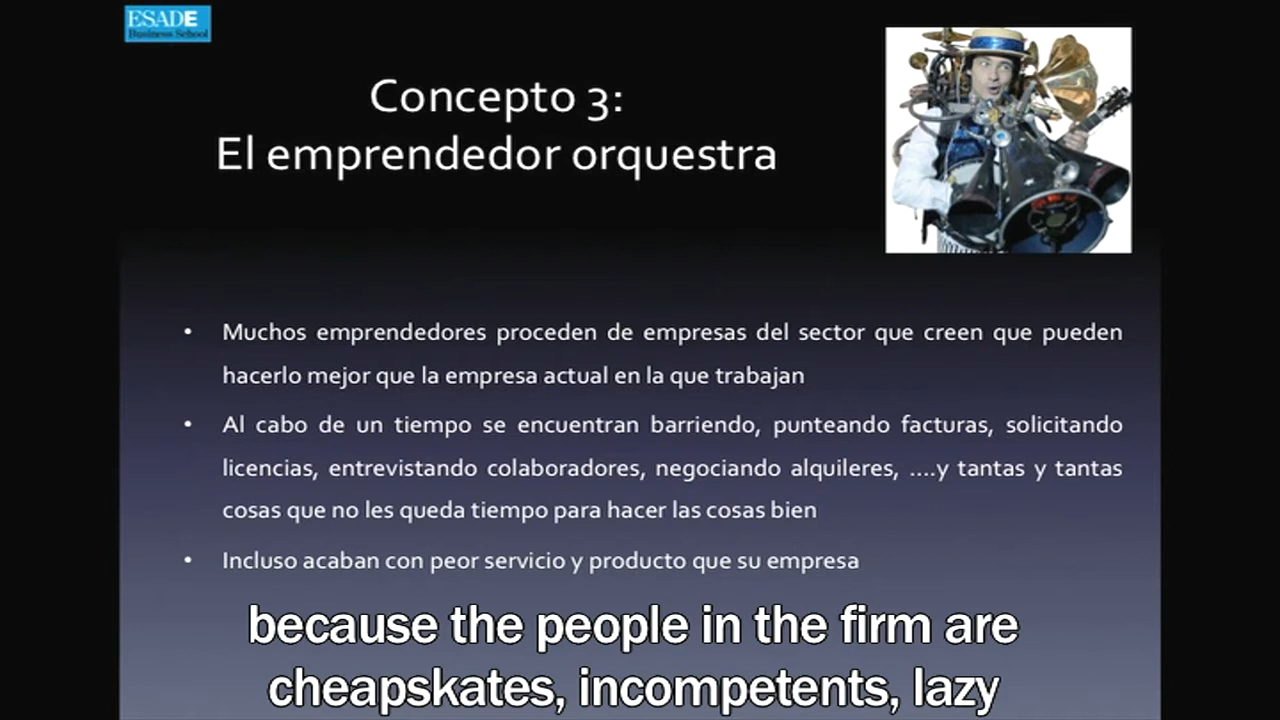 ESADE
Business School
Concepto 3:
El emprendedor orquestra
• Muchos emprendedores proceden de empresas del sector que creen que pueden
hacerlo mejor que la empresa actual en la que trabajan
• Al cabo de un tiempo se encuentran barriendo, punteando facturas, solicitando
licencias, entrevistando colaboradores, negociando alquileres, ....y tantas y tantas
cosas que no les queda tiempo para hacer las cosas bien
• Incluso acaban con peor servicio y producto que su empresa
because the people in the firm are
cheapskates, incompetents, lazy